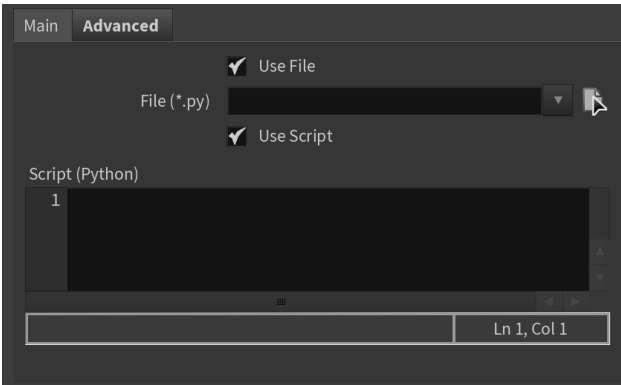 Main Advanced
Use File
File (*.py)
Use Script
Script (Python)
1
Ln 1, Col 1